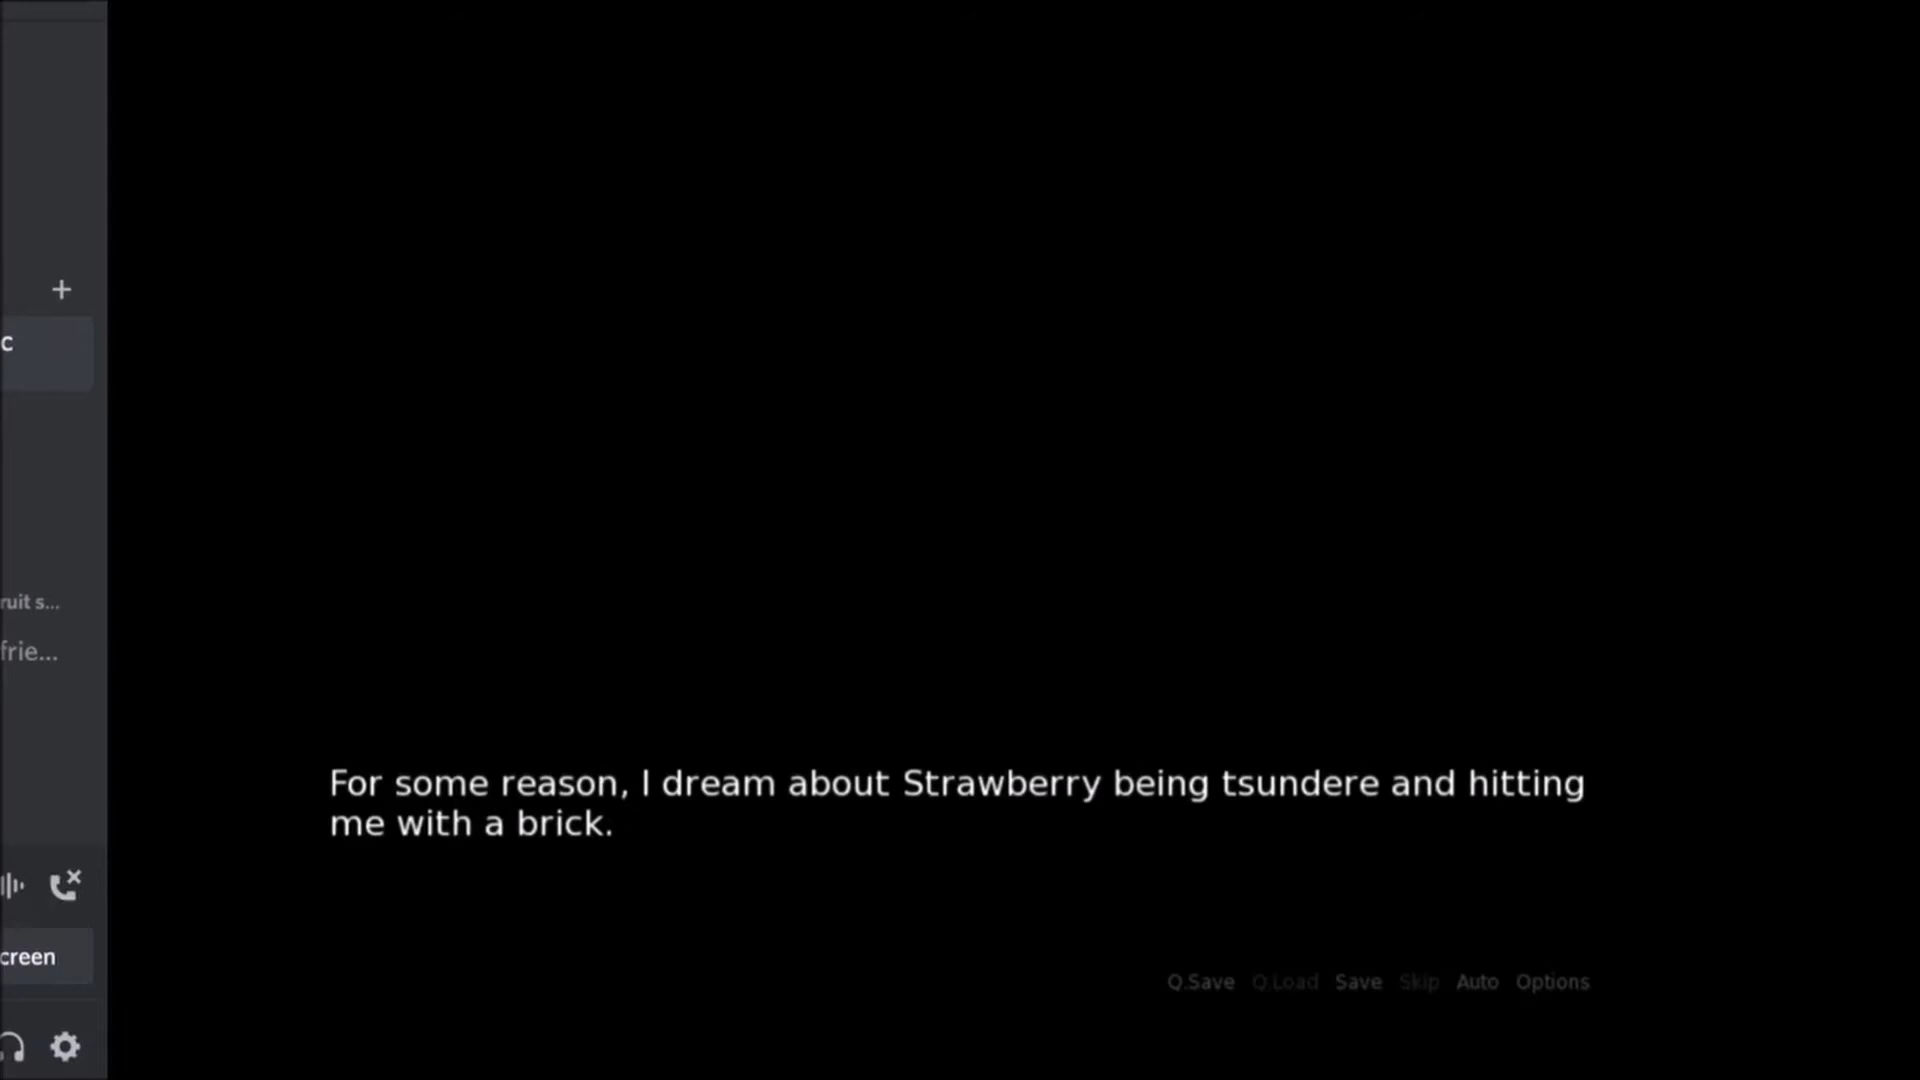 c
ruit s...
frie...
For some reason, I dream about Strawberry being tsundere and hitting
me with a brick.
creen
Q.Save Q.Load Save Skip Auto Options